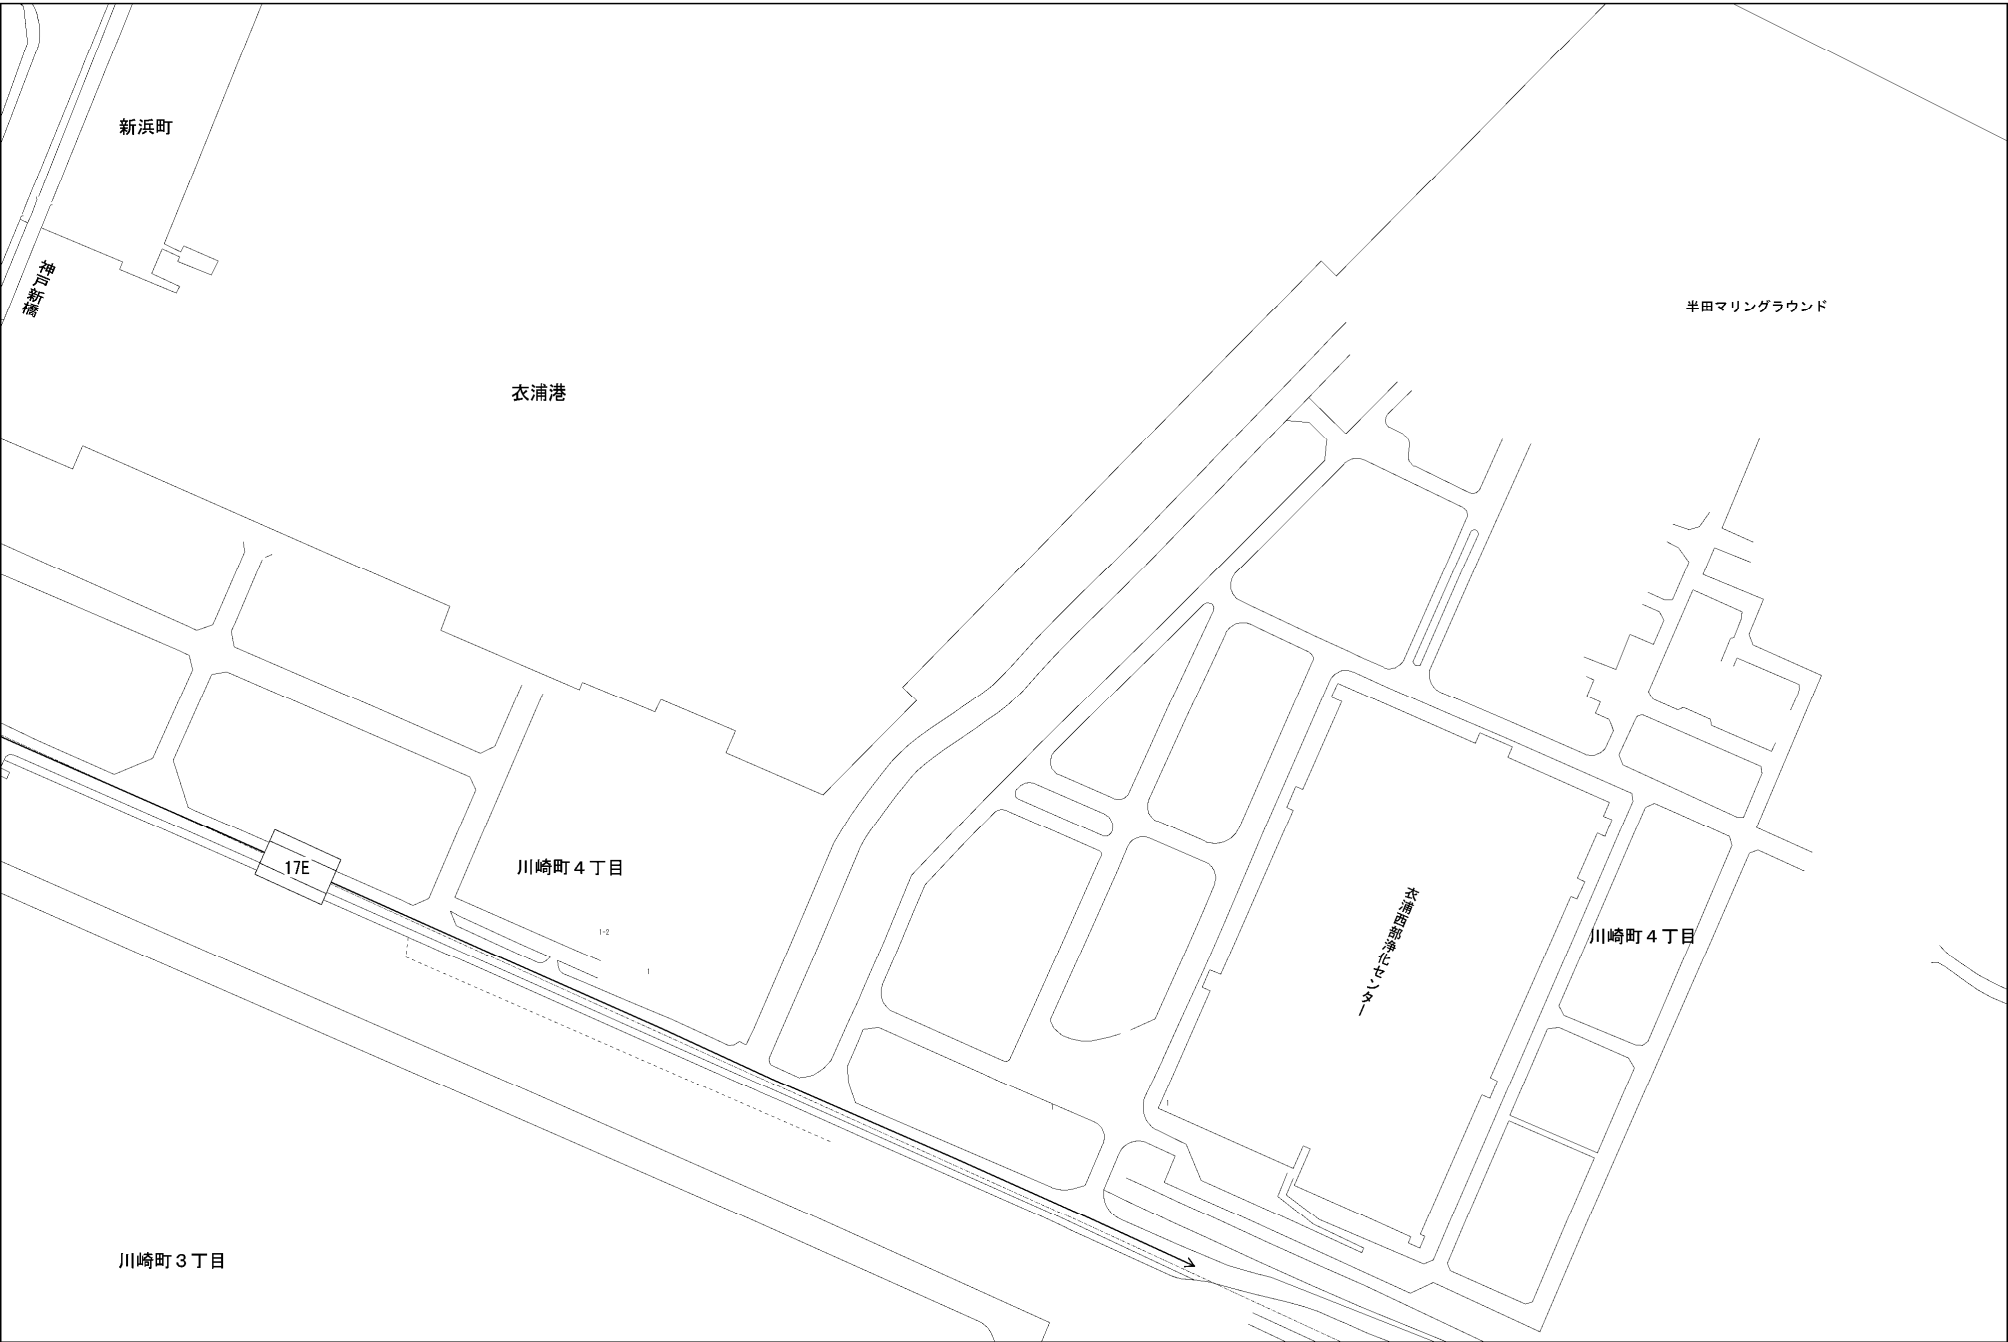 新浜町
神戸新橋
半田マリングラウンド
衣浦港
17E
川崎町４丁目
1-2
衣浦西部浄化センター
川崎町４丁目
川崎町３丁目